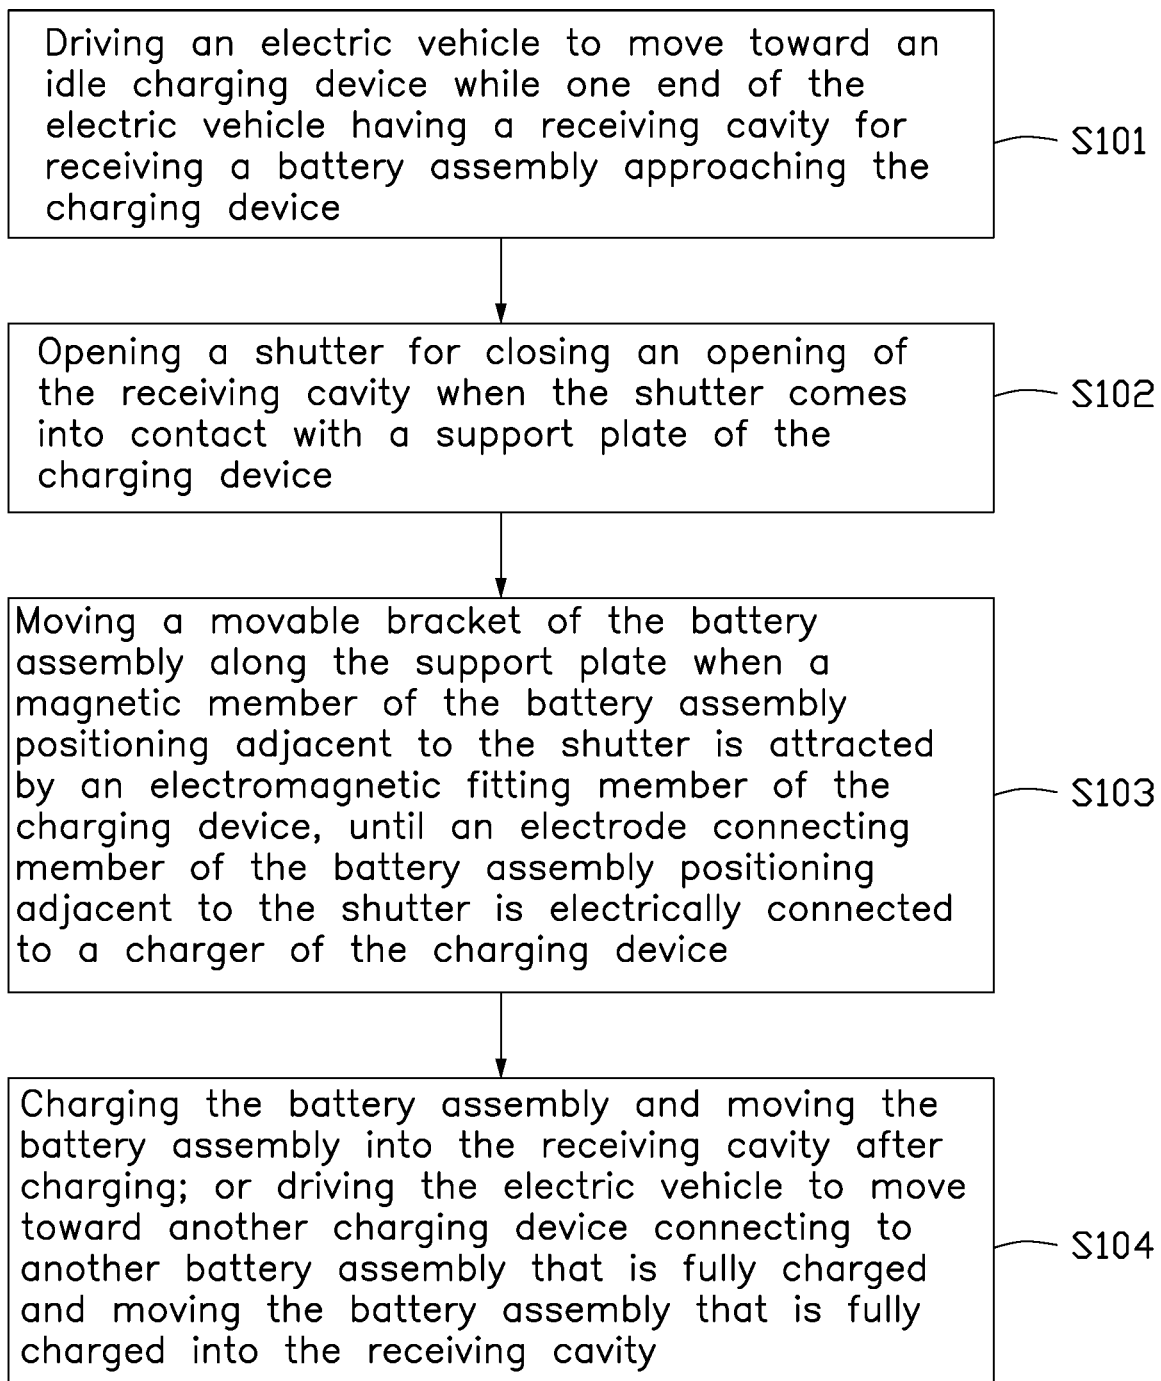 Driving an electric vehicle to move toward an
idle charging device while one end of the
electric vehicle having a receiving cavity for
receiving a battery assembly approaching the
charging device
S101
Opening a shutter for closing an opening of
the receiving cavity when the shutter comes
into contact with a support plate of the
charging device
S102
Moving a movable bracket of the battery
assembly along the support plate when a
magnetic member of the battery assembly
positioning adjacent to the shutter is attracted
by an electromagnetic fitting member of the
charging device, until an electrode connecting
member of the battery assembly positioning
adjacent to the shutter is electrically connected
to a charger of the charging device
S103
Charging the battery assembly and moving the
battery assembly into the receiving cavity after
charging; or driving the electric vehicle to move
toward another charging device connecting to
another battery assembly that is fully charged
and moving the battery assembly that is fully
charged into the receiving cavity
S104